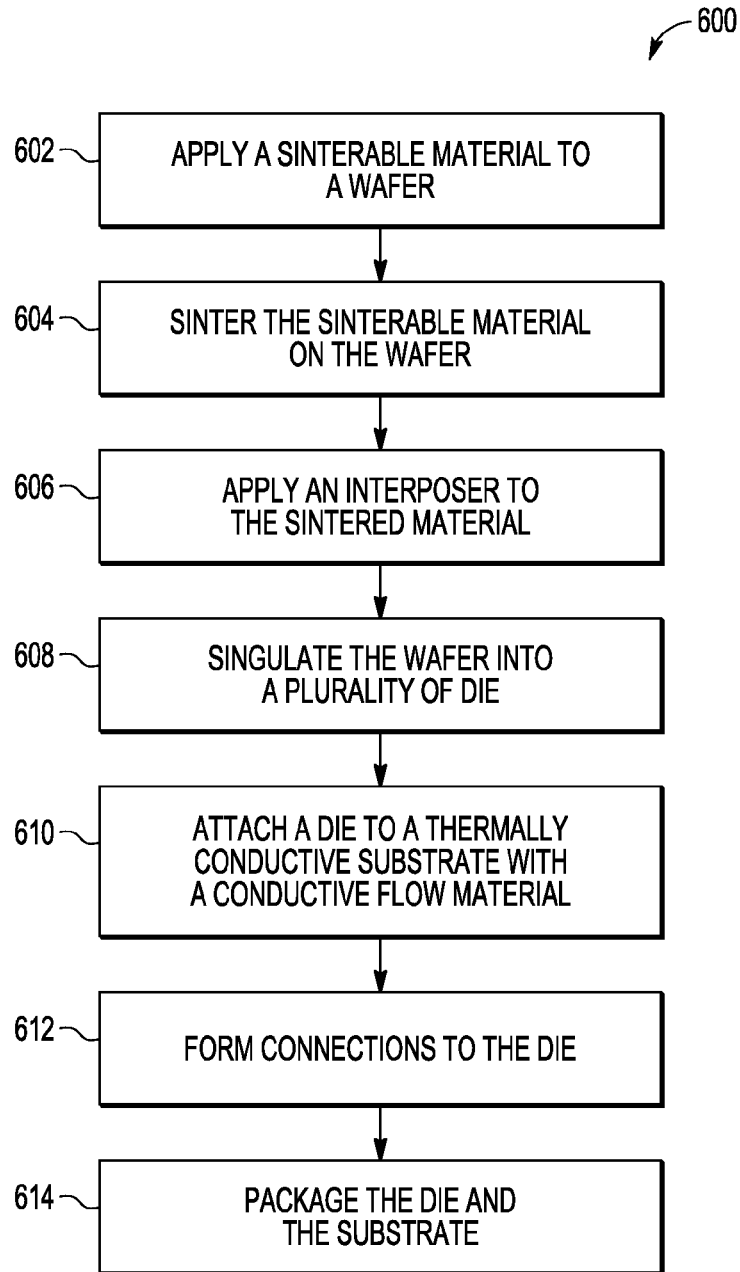 600
602
APPLY A SINTERABLE MATERIAL TO
A WAFER
604
SINTER THE SINTERABLE MATERIAL
ON THE WAFER
606
APPLY AN INTERPOSER TO
THE SINTERED MATERIAL
608
SINGULATE THE WAFER INTO
A PLURALITY OF DIE
610
ATTACH A DIE TO A THERMALLY
CONDUCTIVE SUBSTRATE WITH
A CONDUCTIVE FLOW MATERIAL
612
FORM CONNECTIONS TO THE DIE
614
PACKAGE THE DIE AND
THE SUBSTRATE